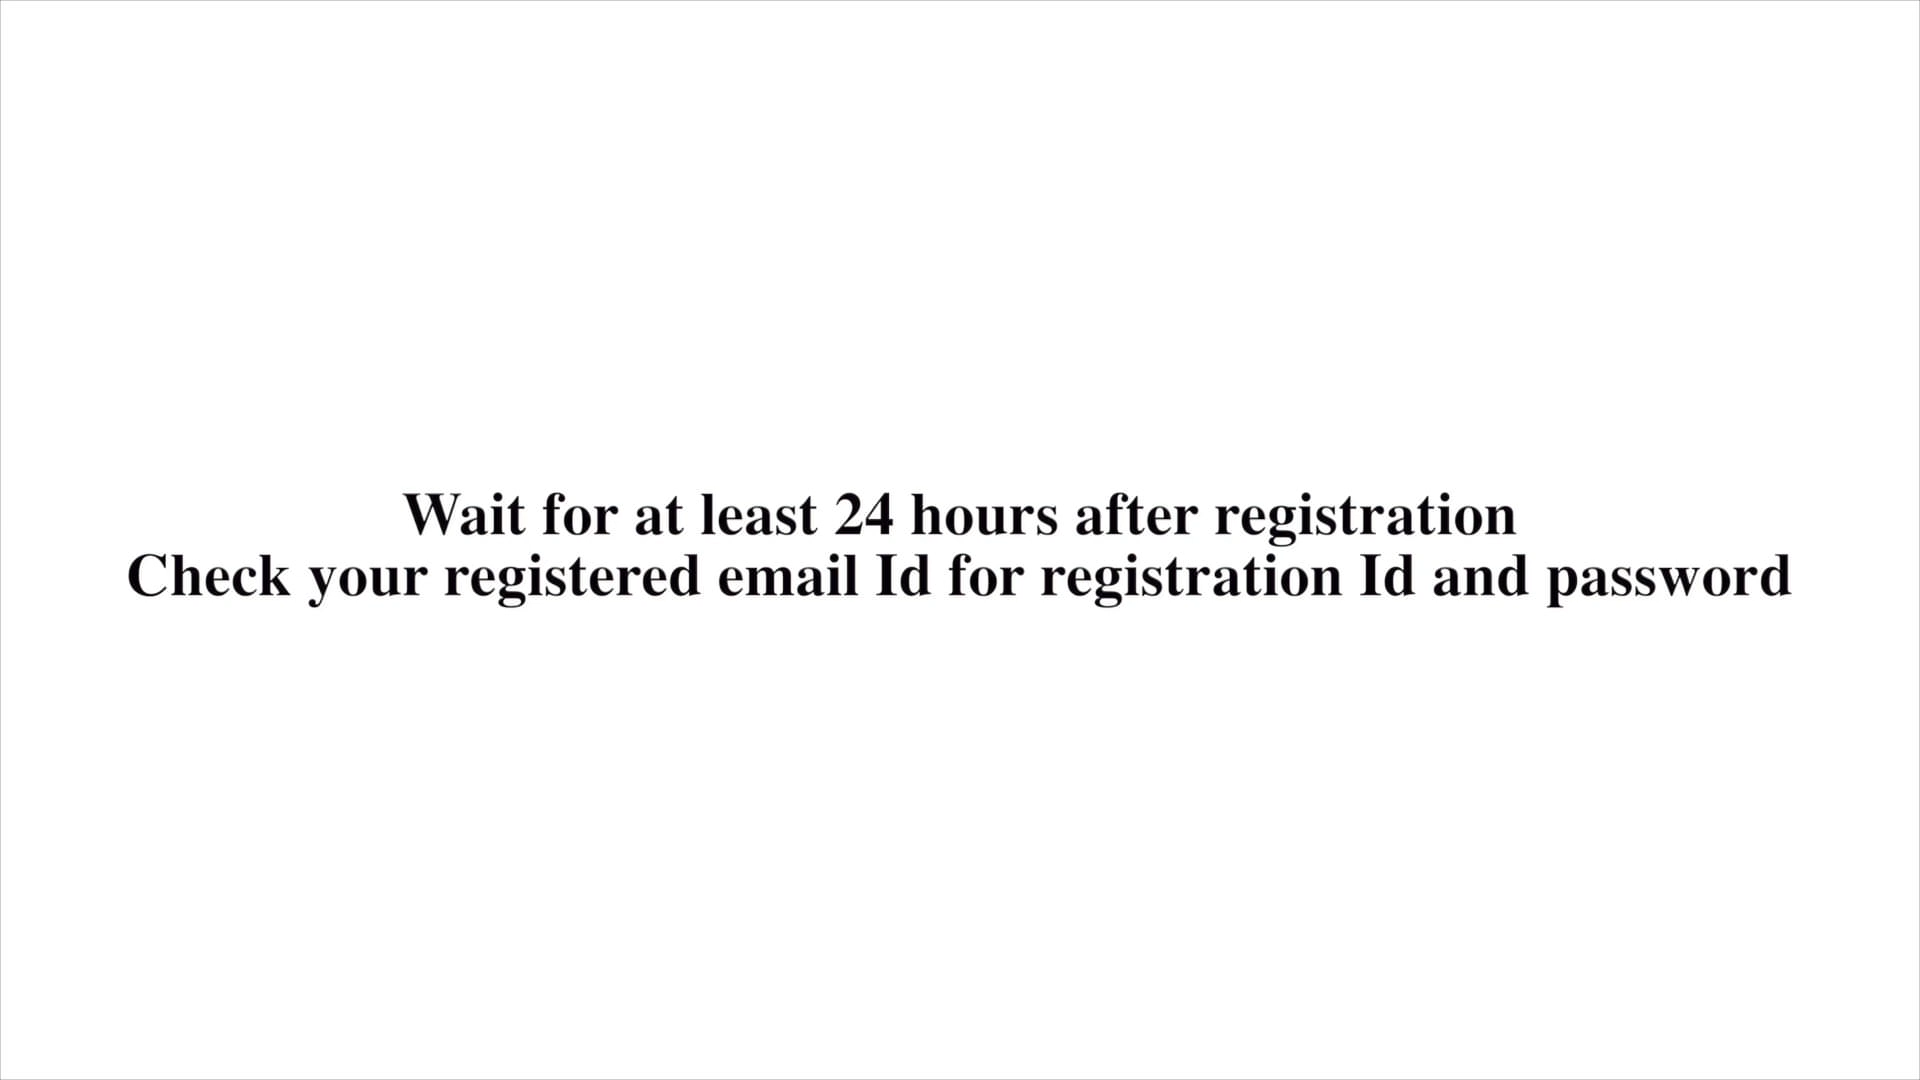 Wait for at least 24 hours after registration
Check your registered email Id for registration Id and password